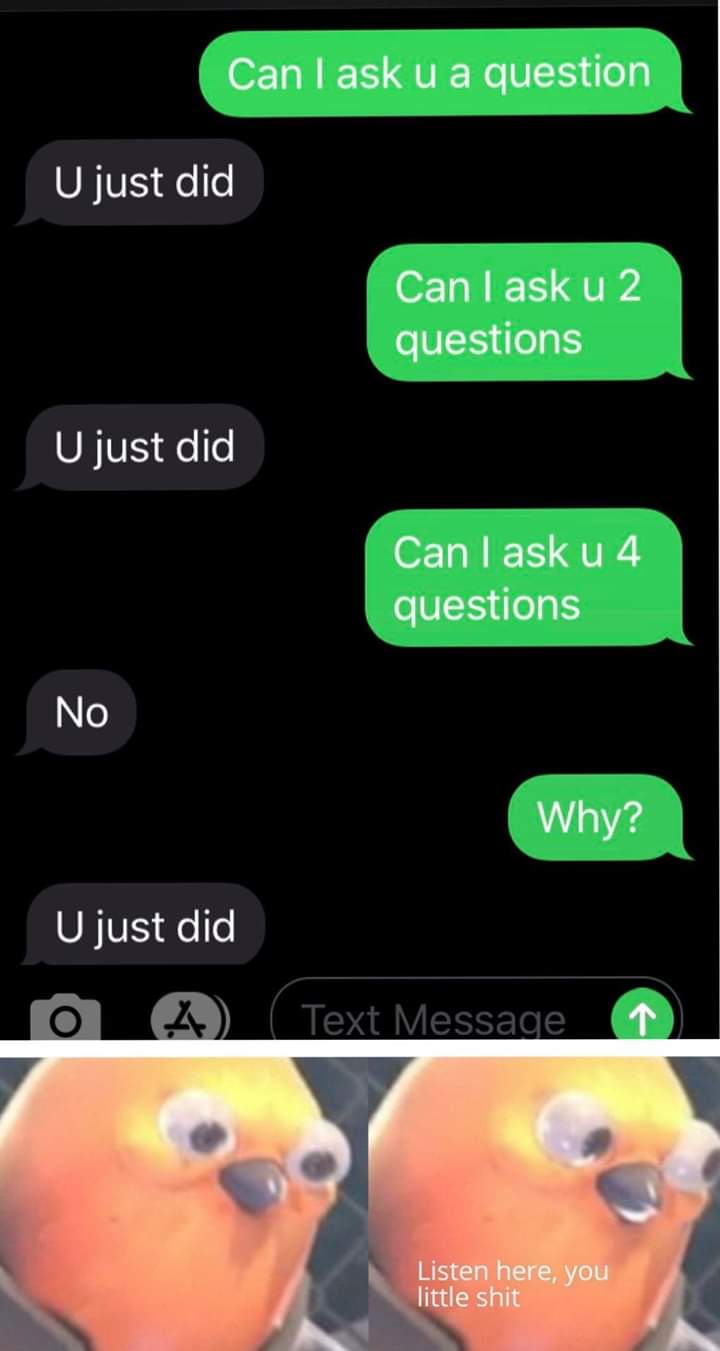 Can I ask u a question
U just did
Can I ask u 2
questions
U just did
Can I ask u 4
questions
No
Why?
U just did
Text Message
Listen here, you
little shit